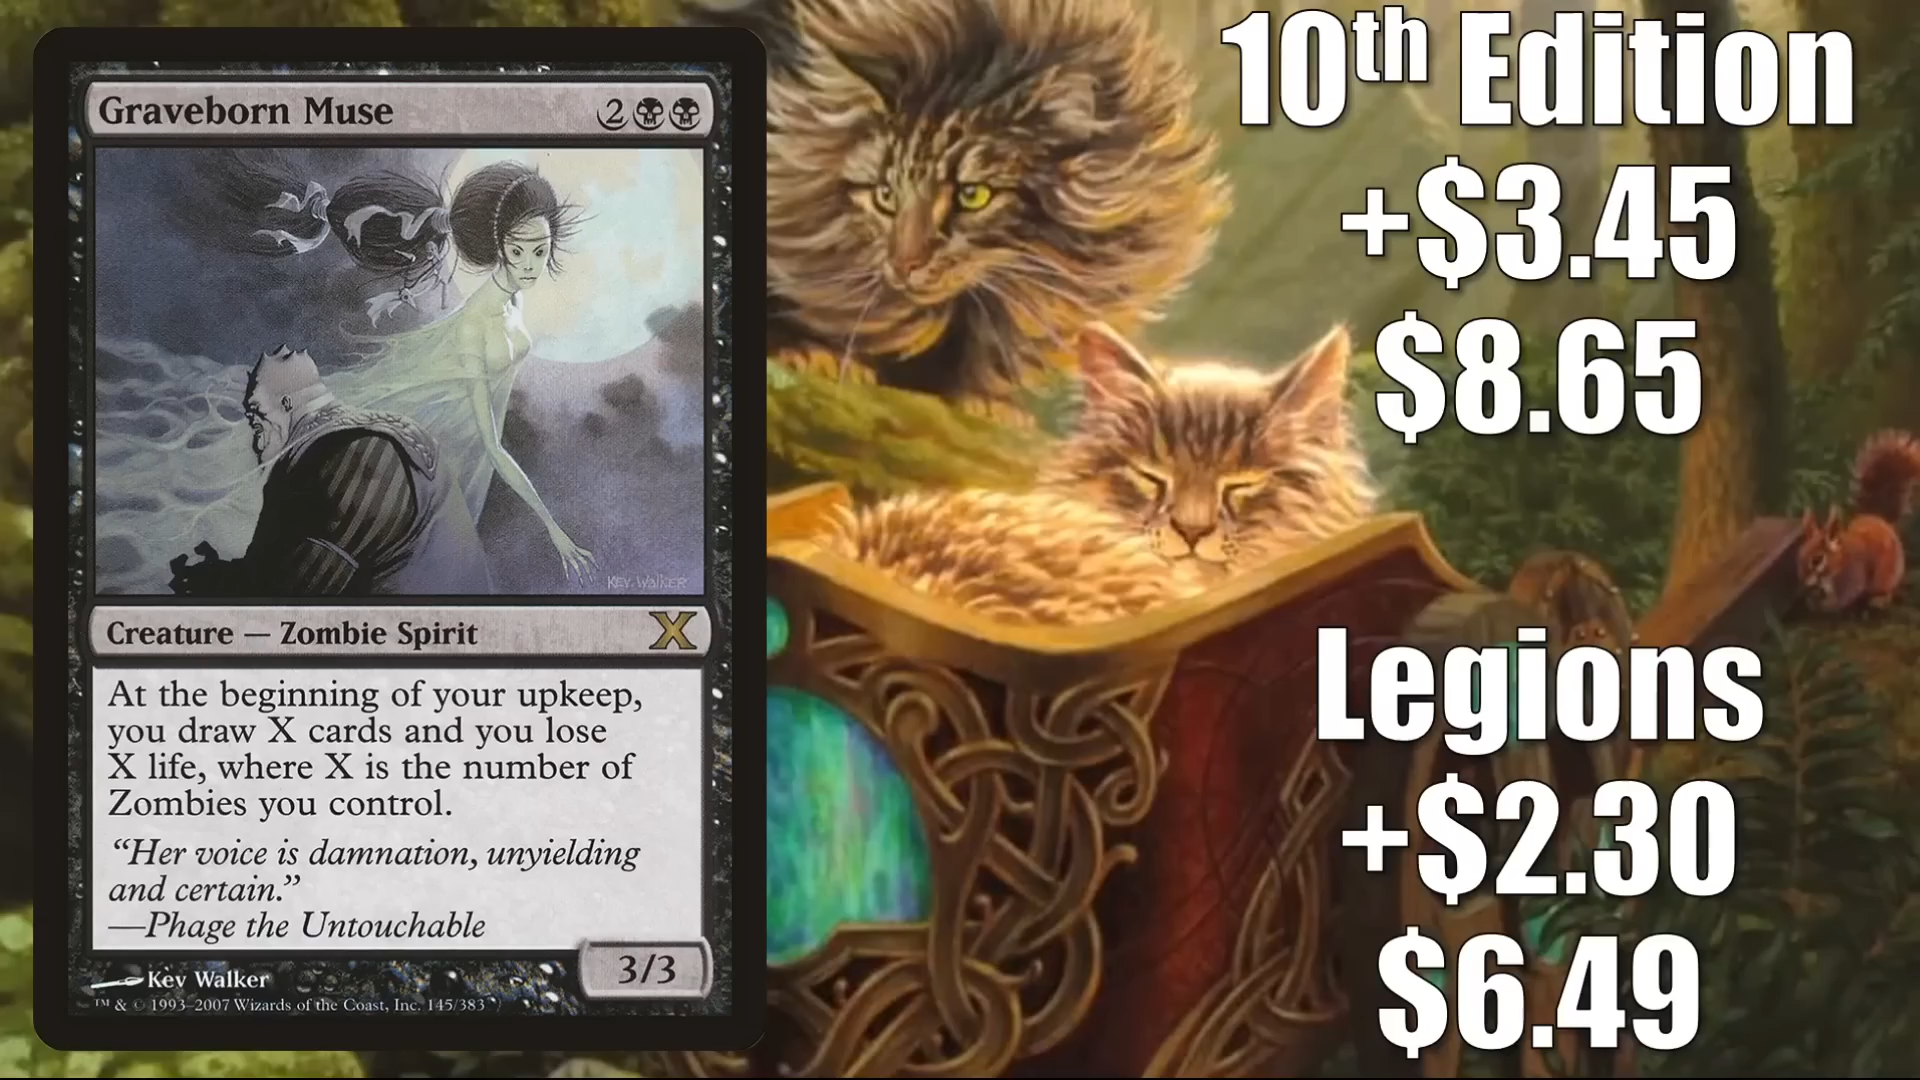 Graveborn Muse 2
KEV. WALKER
Creature — Zombie Spirit X
At the beginning of your upkeep,
you draw X cards and you lose
X life, where X is the number of
Zombies you control.
“Her voice is damnation, unyielding
and certain.”
—Phage the Untouchable
3/3
Kev Walker
™ & © 1993–2007 Wizards of the Coast, Inc. 145/383
10th Edition
+$3.45
$8.65
Legions
+$2.30
$6.49